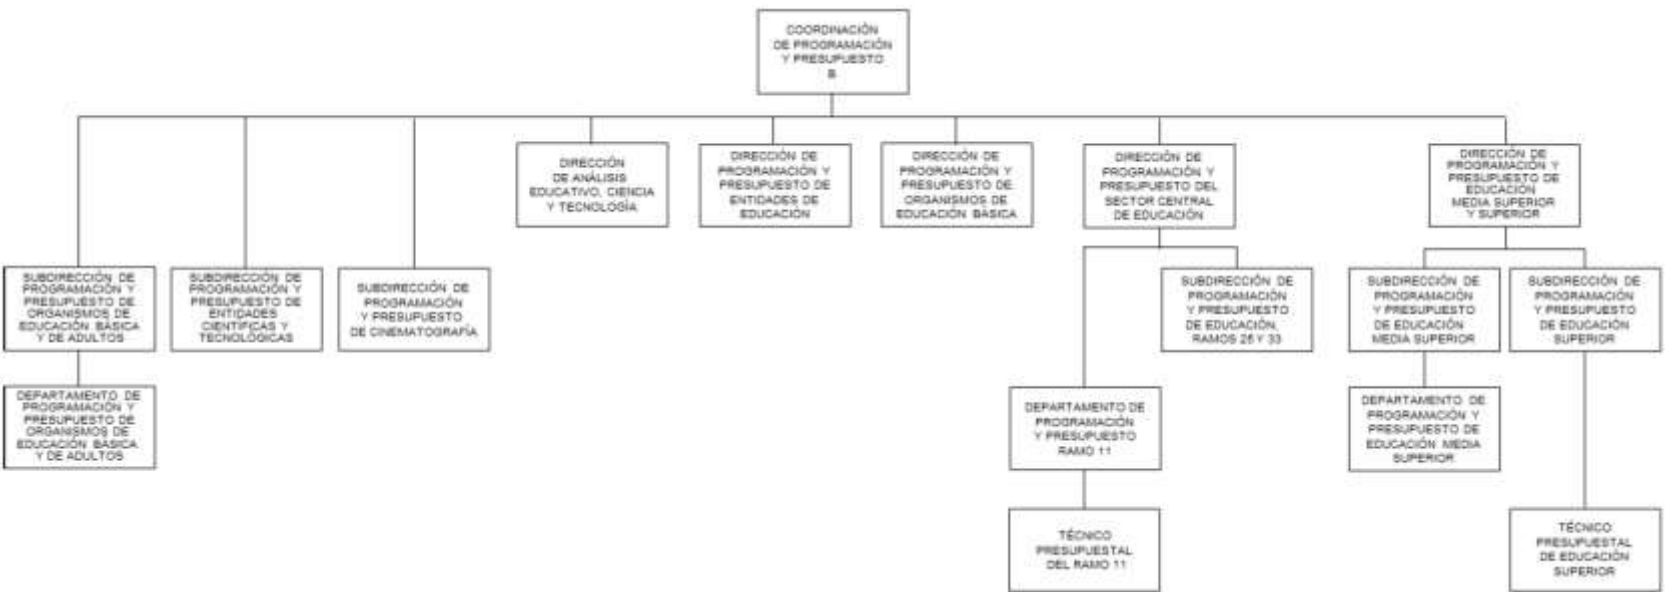 COORDINACIÓN
DE PROGRAMACIÓN
Y PRESUPUESTO
B
DIRECCIÓN
DE ANÁLISIS
EDUCATIVO, CIENCIA
Y TECNOLOGÍA
DIRECCIÓN DE
PROGRAMACIÓN Y
PRESUPUESTO DE
ENTIDADES DE
EDUCACIÓN
DIRECCIÓN DE
PROGRAMACIÓN Y
PRESUPUESTO DE
ORGANISMOS DE
EDUCACIÓN BÁSICA
DIRECCIÓN DE
PROGRAMACIÓN Y
PRESUPUESTO DEL
SECTOR CENTRAL
DE EDUCACIÓN
DIRECCIÓN DE
PROGRAMACIÓN Y
PRESUPUESTO DE
EDUCACIÓN
MEDIA SUPERIOR
Y SUPERIOR
SUBDIRECCIÓN DE
PROGRAMACIÓN Y
PRESUPUESTO DE
ORGANISMOS DE
EDUCACIÓN BÁSICA
Y DE ADULTOS
SUBDIRECCIÓN DE
PROGRAMACIÓN Y
PRESUPUESTO DE
ENTIDADES
CIENTÍFICAS Y
TECNOLÓGICAS
SUBDIRECCIÓN DE
PROGRAMACIÓN
Y PRESUPUESTO
DE CINEMATOGRAFÍA
SUBDIRECCIÓN DE
PROGRAMACIÓN
Y PRESUPUESTO
DE EDUCACIÓN,
RAMOS 25 Y 33
SUBDIRECCIÓN DE
PROGRAMACIÓN
Y PRESUPUESTO
DE EDUCACIÓN
MEDIA SUPERIOR
SUBDIRECCIÓN DE
PROGRAMACIÓN
Y PRESUPUESTO
DE EDUCACIÓN
SUPERIOR
DEPARTAMENTO DE
PROGRAMACIÓN Y
PRESUPUESTO DE
ORGANISMOS DE
EDUCACIÓN BÁSICA
Y DE ADULTOS
DEPARTAMENTO DE
PROGRAMACIÓN
Y PRESUPUESTO
RAMO 11
DEPARTAMENTO DE
PROGRAMACIÓN Y
PRESUPUESTO DE
EDUCACIÓN MEDIA
SUPERIOR
TÉCNICO
PRESUPUESTAL
DEL RAMO 11
TÉCNICO
PRESUPUESTAL
DE EDUCACIÓN
SUPERIOR